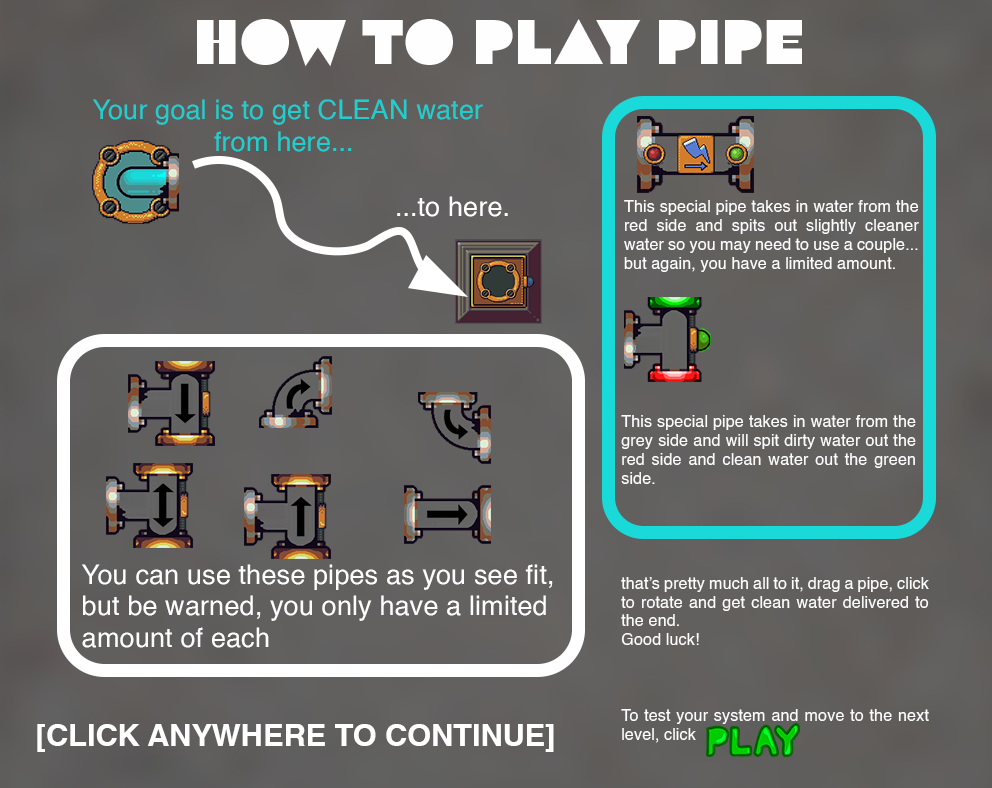 HOW TO PLAY PIPE
Your goal is to get CLEAN water
from here...
...to here.
This special pipe takes in water from the
red side and spits out slightly cleaner
water so you may need to use a couple...
but again, you have a limited amount.
This special pipe takes in water from the
grey side and will spit dirty water out the
red side and clean water out the green
side.
You can use these pipes as you see fit,
but be warned, you only have a limited
amount of each
that's pretty much all to it, drag a pipe, click
to rotate and get clean water delivered to
the end.
Good luck!
To test your system and move to the next
level, click PLAY
[CLICK ANYWHERE TO CONTINUE]